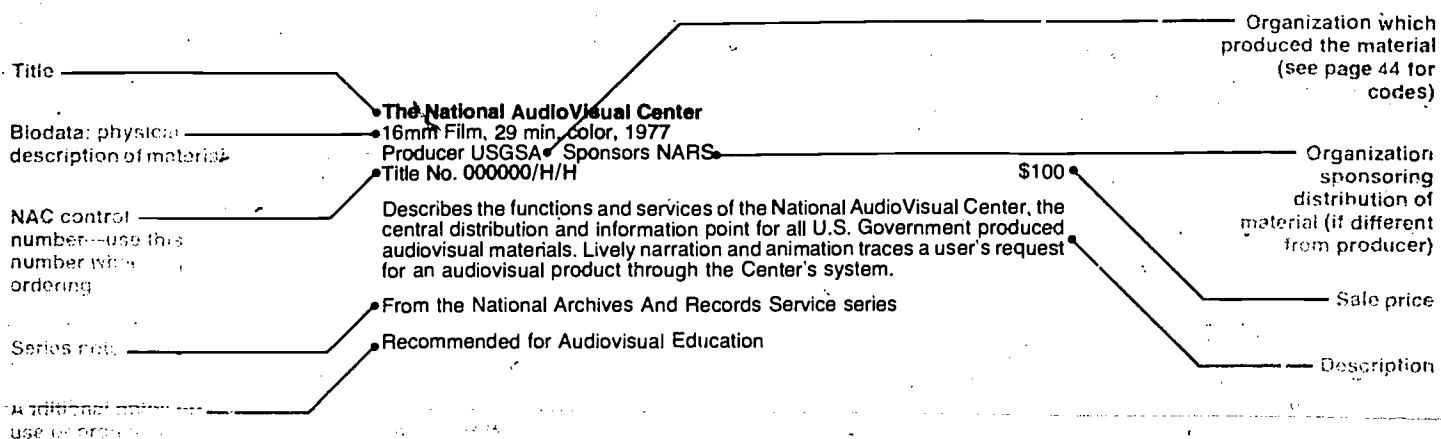 Organization which
produced the material
(see page 44 for
codes)
Title
The National AudioVisual Center
Biodata: physical
description of material
16mm Film, 29 min, color, 1977
Producer USGSA Sponsors NARS
Title No. 000000/H/H
$100
Organization
sponsoring
distribution of
material (if different
from producer)
NAC control
number—use this
number when
ordering
Describes the functions and services of the National AudioVisual Center, the
central distribution and information point for all U.S. Government produced
audiovisual materials. Lively narration and animation traces a user's request
for an audiovisual product through the Center's system.
Sale price
From the National Archives And Records Service series
Series note
Recommended for Audiovisual Education
Description
Additional
use